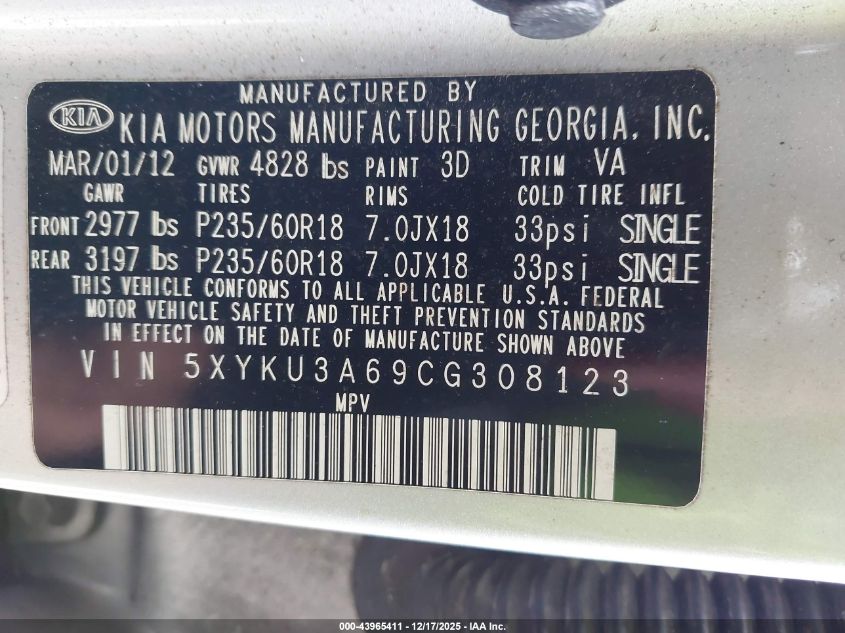 MANUFACTURED BY
KIA KIA MOTORS MANUFACTURING GEORGIA, INC.
MAR/01/12 GVWR 4828 lbs PAINT 3D TRIM VA
GAWR TIRES RIMS COLD TIRE INFL
FRONT 2977 lbs P235/60R18 7.0JX18 33psi SINGLE
REAR 3197 lbs P235/60R18 7.0JX18 33psi SINGLE
THIS VEHICLE CONFORMS TO ALL APPLICABLE U.S.A. FEDERAL
MOTOR VEHICLE SAFETY AND THEFT PREVENTION STANDARDS
IN EFFECT ON THE DATE OF MANUFACTURE SHOWN ABOVE
VIN 5XYKU3A69CG308123
MPV
000-43965411 - 12/17/2025 - IAA Inc.